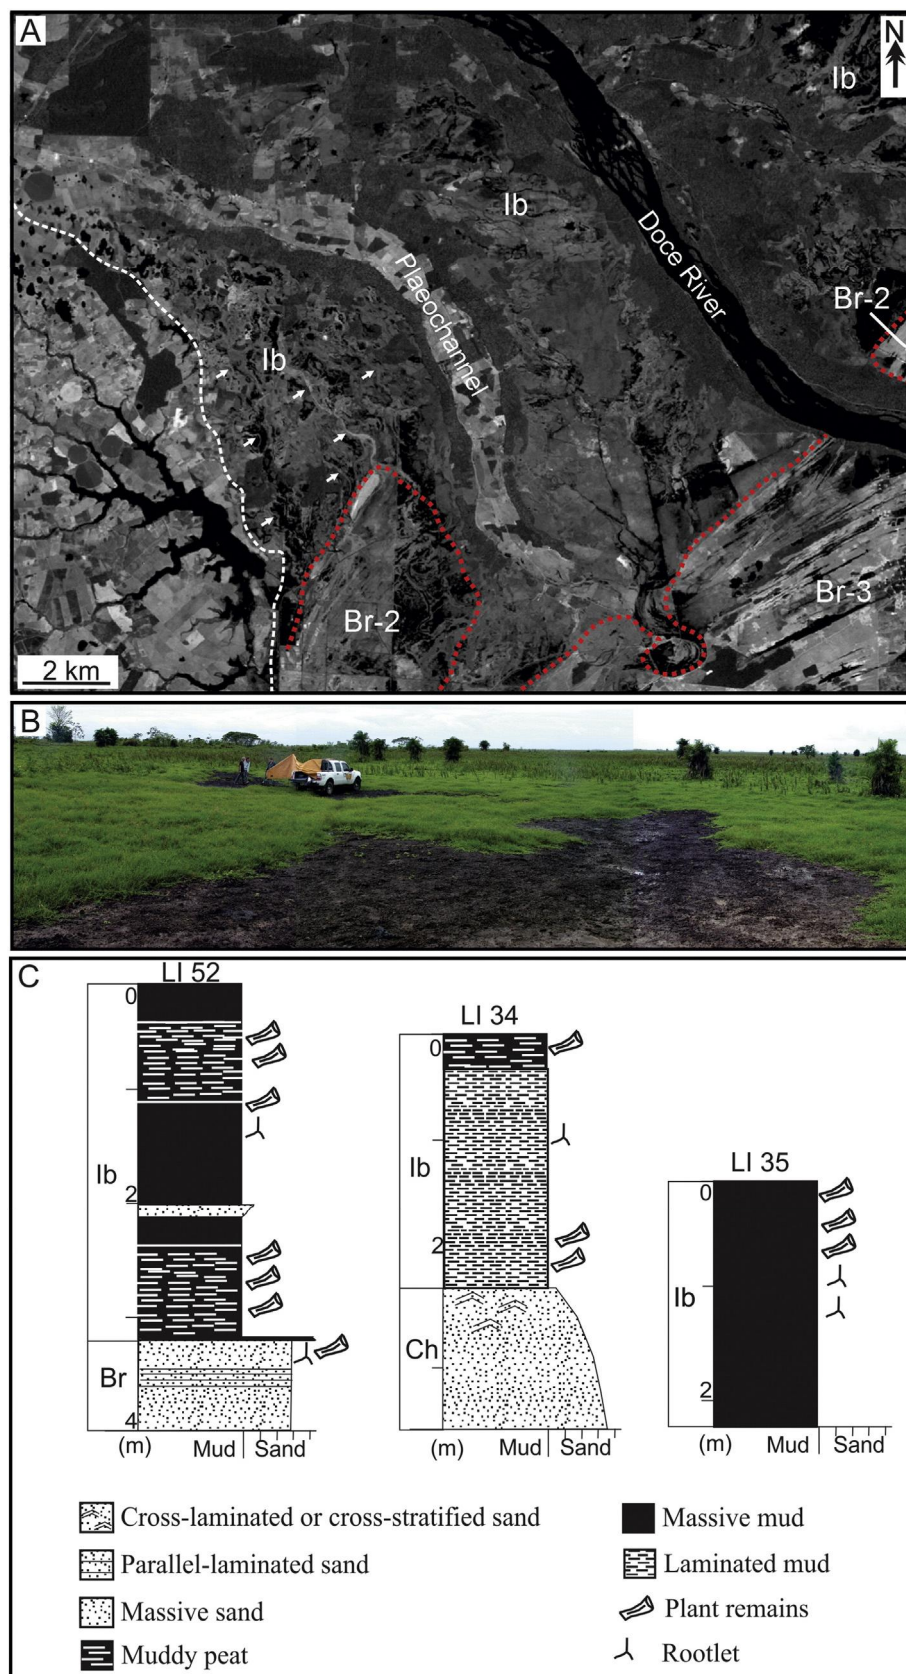 A
N
Ib
Ib
Doce River
Plaeochannel
Br-2
Ib
Br-2
Br-3
2 km
B
C
LI 52
0
Ib
2
Br
4
(m) Mud Sand
LI 34
0
Ib
2
Ch
(m) Mud Sand
LI 35
0
Ib
2
(m) Mud Sand
Cross-laminated or cross-stratified sand
Parallel-laminated sand
Massive sand
Muddy peat
Massive mud
Laminated mud
Plant remains
Rootlet